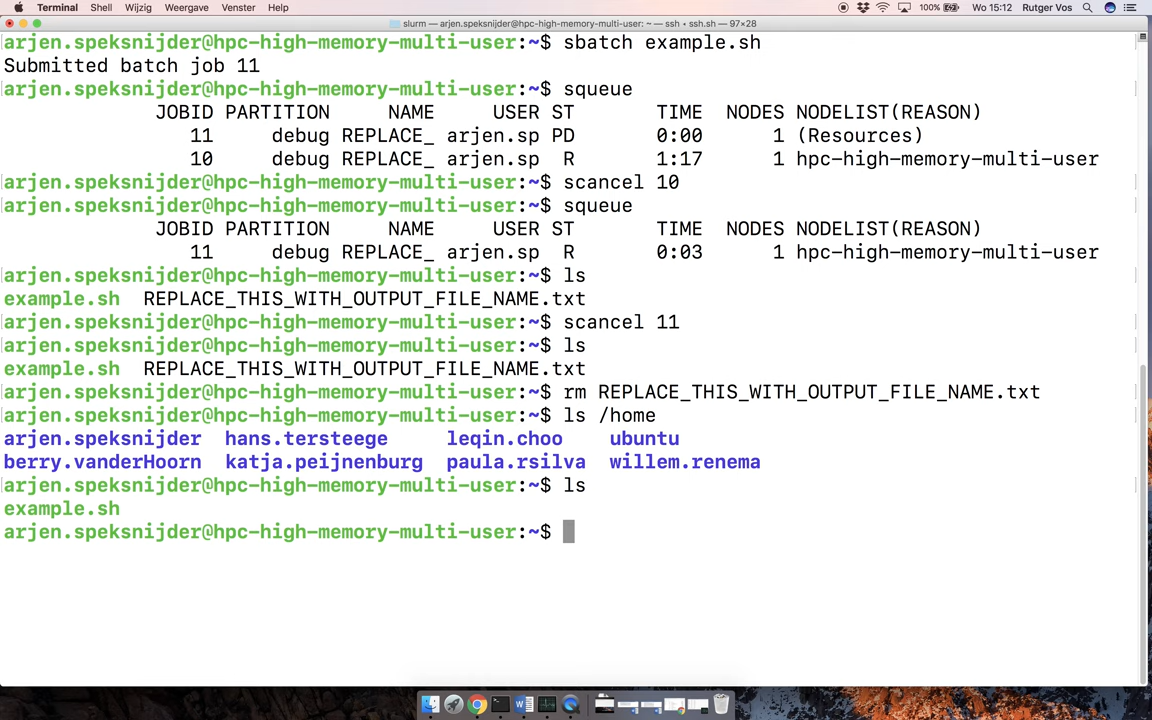 Terminal Shell Wijzig Weergave Venster Help 100% Wo 15:12 Rutger Vos
slurm — arjen.speksnijder@hpc-high-memory-multi-user: ~ — ssh • ssh.sh — 97×28
arjen.speksnijder@hpc-high-memory-multi-user:~$ sbatch example.sh
Submitted batch job 11
arjen.speksnijder@hpc-high-memory-multi-user:~$ squeue
JOBID PARTITION NAME USER ST TIME NODES NODELIST(REASON)
11 debug REPLACE_ arjen.sp PD 0:00 1 (Resources)
10 debug REPLACE_ arjen.sp R 1:17 1 hpc-high-memory-multi-user
arjen.speksnijder@hpc-high-memory-multi-user:~$ scancel 10
arjen.speksnijder@hpc-high-memory-multi-user:~$ squeue
JOBID PARTITION NAME USER ST TIME NODES NODELIST(REASON)
11 debug REPLACE_ arjen.sp R 0:03 1 hpc-high-memory-multi-user
arjen.speksnijder@hpc-high-memory-multi-user:~$ ls
example.sh REPLACE_THIS_WITH_OUTPUT_FILE_NAME.txt
arjen.speksnijder@hpc-high-memory-multi-user:~$ scancel 11
arjen.speksnijder@hpc-high-memory-multi-user:~$ ls
example.sh REPLACE_THIS_WITH_OUTPUT_FILE_NAME.txt
arjen.speksnijder@hpc-high-memory-multi-user:~$ rm REPLACE_THIS_WITH_OUTPUT_FILE_NAME.txt
arjen.speksnijder@hpc-high-memory-multi-user:~$ ls /home
arjen.speksnijder hans.tersteege leqin.choo ubuntu
berry.vanderHoorn katja.peijnenburg paula.rsilva willem.renema
arjen.speksnijder@hpc-high-memory-multi-user:~$ ls
example.sh
arjen.speksnijder@hpc-high-memory-multi-user:~$